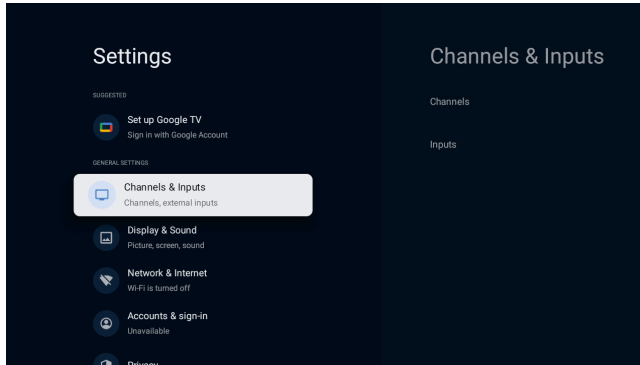 Settings
SUGGESTED
Set up Google TV
Sign in with Google Account
GENERAL SETTINGS
Channels & Inputs
Channels, external inputs
Display & Sound
Picture, screen, sound
Network & Internet
Wi-Fi is turned off
Accounts & sign-in
Unavailable
Privacy
Channels & Inputs
Channels
Inputs